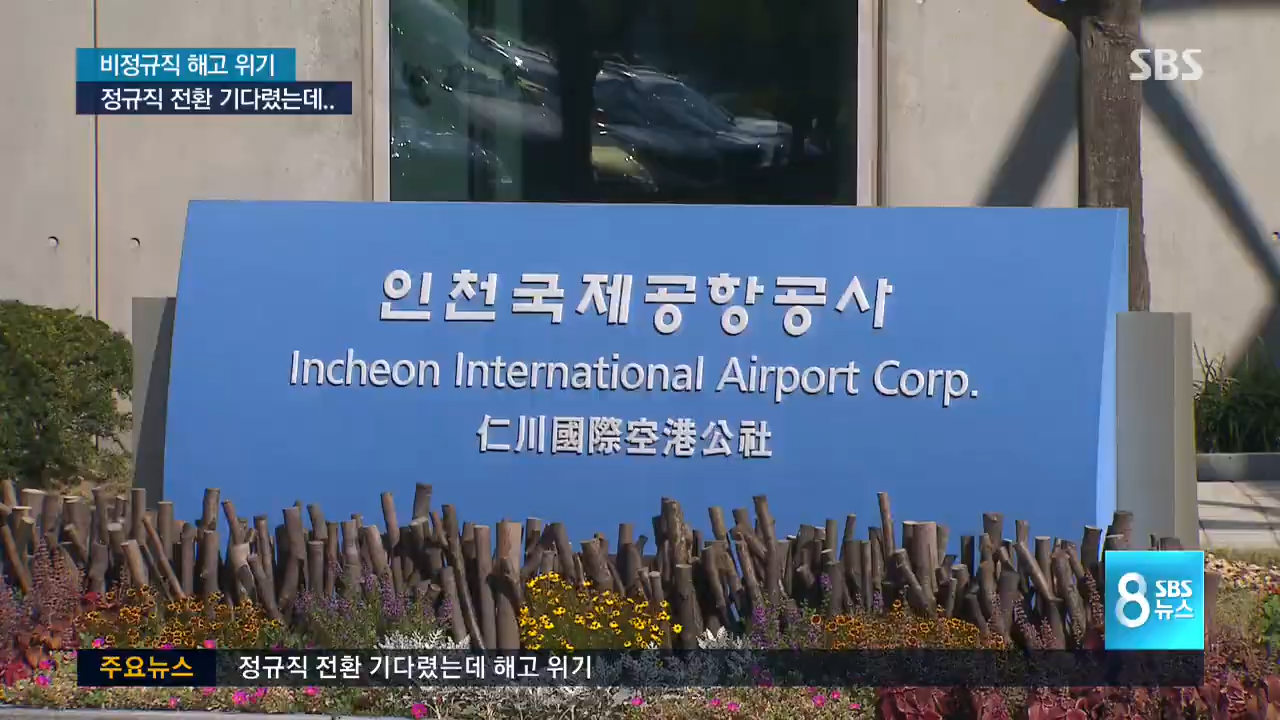 비정규직 해고 위기
정규직 전환 기다렸는데..
SBS
인천국제공항공사
Incheon International Airport Corp.
仁川國際空港公社
8 SBS 뉴스
주요뉴스 정규직 전환 기다렸는데 해고 위기